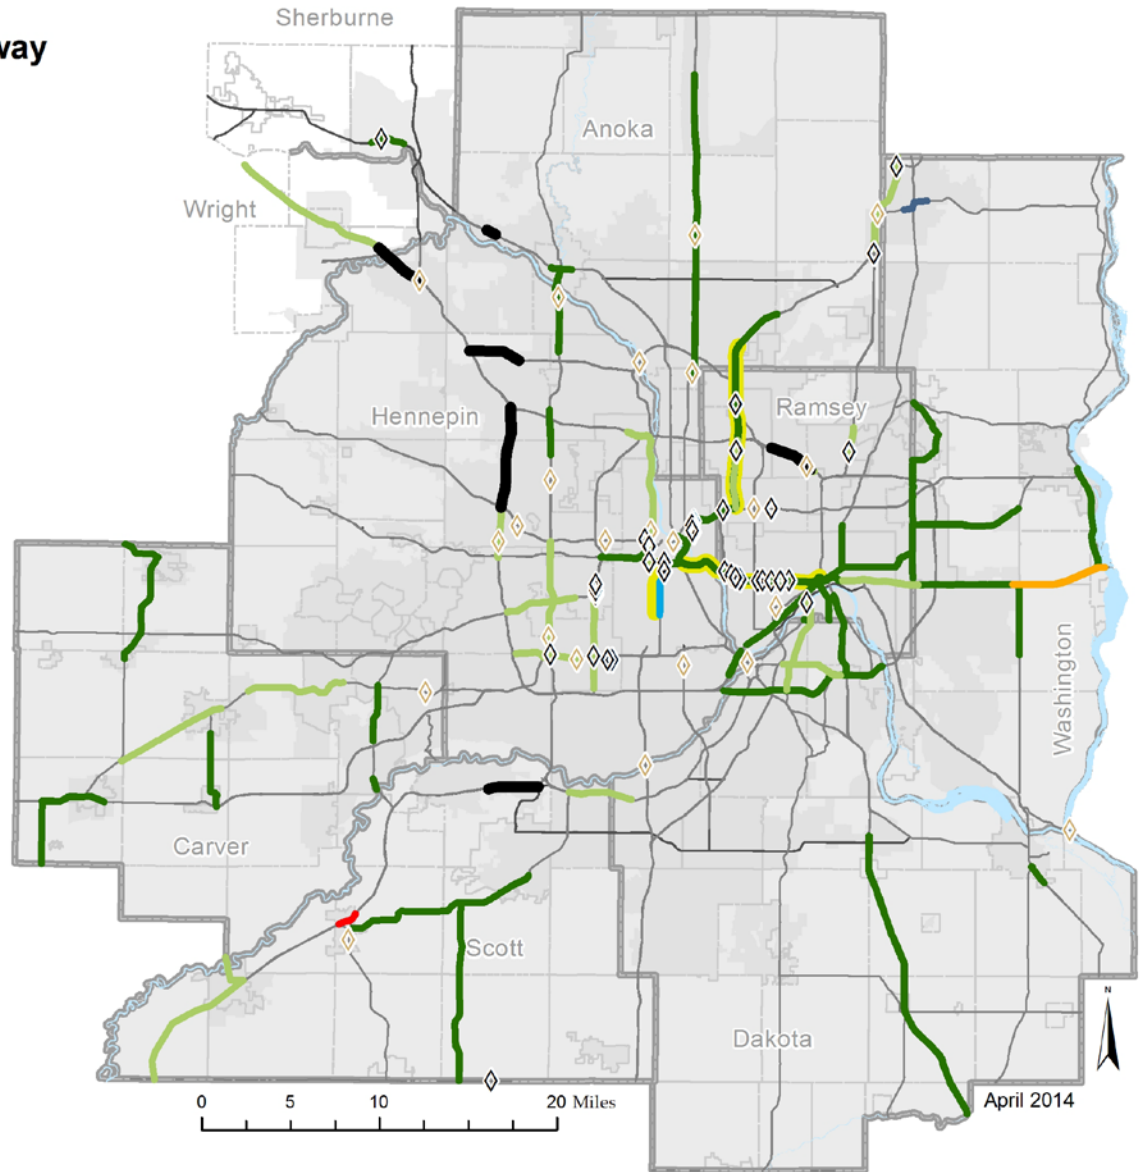 Sherburne
way
Anoka
Wright
Hennepin
Ramsey
Washington
Carver
Scott
N
Dakota
0 5 10 20 Miles
April 2014